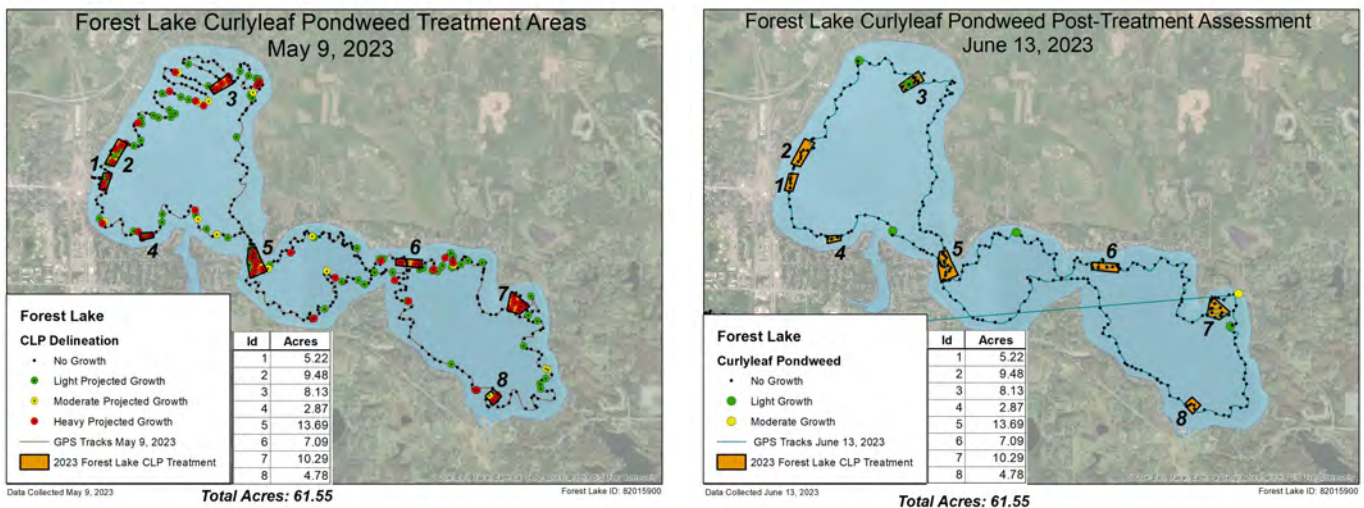 Forest Lake Curlyleaf Pondweed Treatment Areas
May 9, 2023
3
1
2
4
5
6
7
8
Forest Lake
CLP Delineation
No Growth
Light Projected Growth
Moderate Projected Growth
Heavy Projected Growth
GPS Tracks May 9, 2023
2023 Forest Lake CLP Treatment
Id Acres
1 5.22
2 9.48
3 8.13
4 2.87
5 13.69
6 7.09
7 10.29
8 4.78
Data Collected May 9, 2023
Total Acres: 61.55
Forest Lake ID: 82015900
Forest Lake Curlyleaf Pondweed Post-Treatment Assessment
June 13, 2023
3
2
1
4
5
6
7
8
Forest Lake
Curlyleaf Pondweed
No Growth
Light Growth
Moderate Growth
GPS Tracks June 13, 2023
2023 Forest Lake CLP Treatment
Id Acres
1 5.22
2 9.48
3 8.13
4 2.87
5 13.69
6 7.09
7 10.29
8 4.78
Data Collected June 13, 2023
Total Acres: 61.55
Forest Lake ID: 82015900